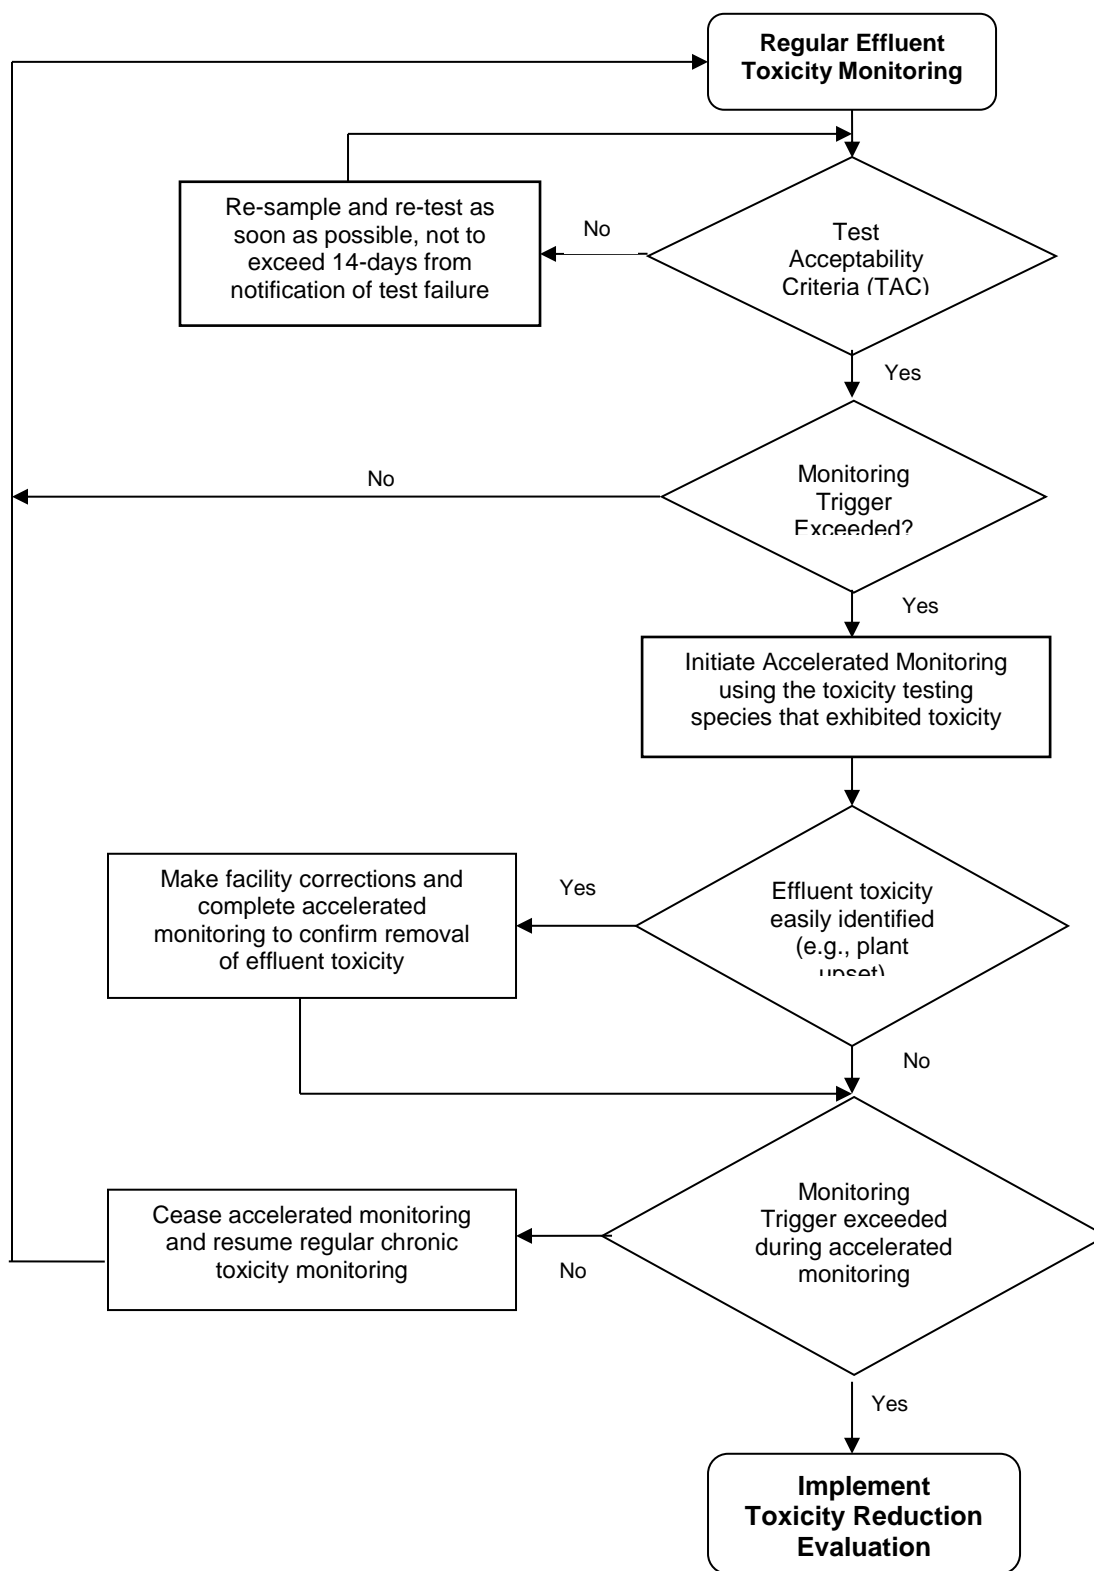 Regular Effluent
Toxicity Monitoring
Re-sample and re-test as
soon as possible, not to
exceed 14-days from
notification of test failure
No
Test
Acceptability
Criteria (TAC)
Yes
No
Monitoring
Trigger
Exceeded?
Yes
Initiate Accelerated Monitoring
using the toxicity testing
species that exhibited toxicity
Make facility corrections and
complete accelerated
monitoring to confirm removal
of effluent toxicity
Yes
Effluent toxicity
easily identified
(e.g., plant
upset)
No
Cease accelerated monitoring
and resume regular chronic
toxicity monitoring
No
Monitoring
Trigger exceeded
during accelerated
monitoring
Yes
Implement
Toxicity Reduction
Evaluation